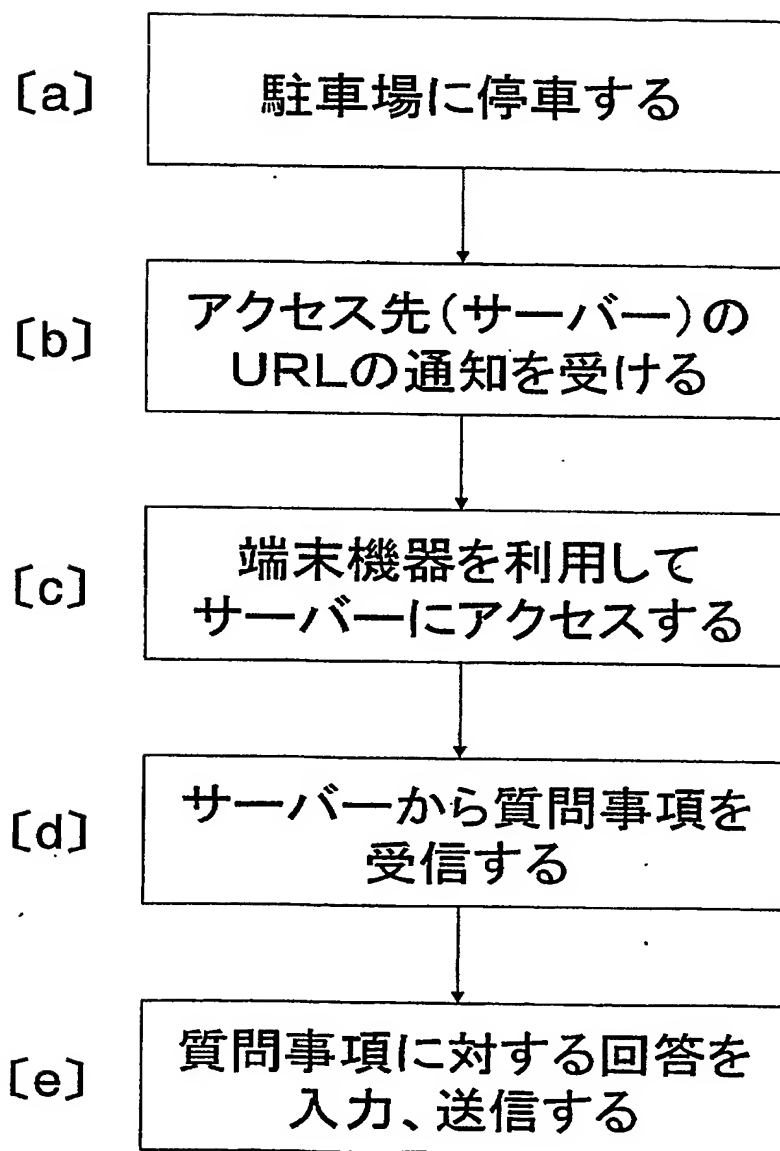 〔a〕 駐車場に停車する
〔b〕 アクセス先(サーバー)の
URLの通知を受ける
〔c〕 端末機器を利用して
サーバーにアクセスする
〔d〕 サーバーから質問事項を
受信する
〔e〕 質問事項に対する回答を
入力、送信する